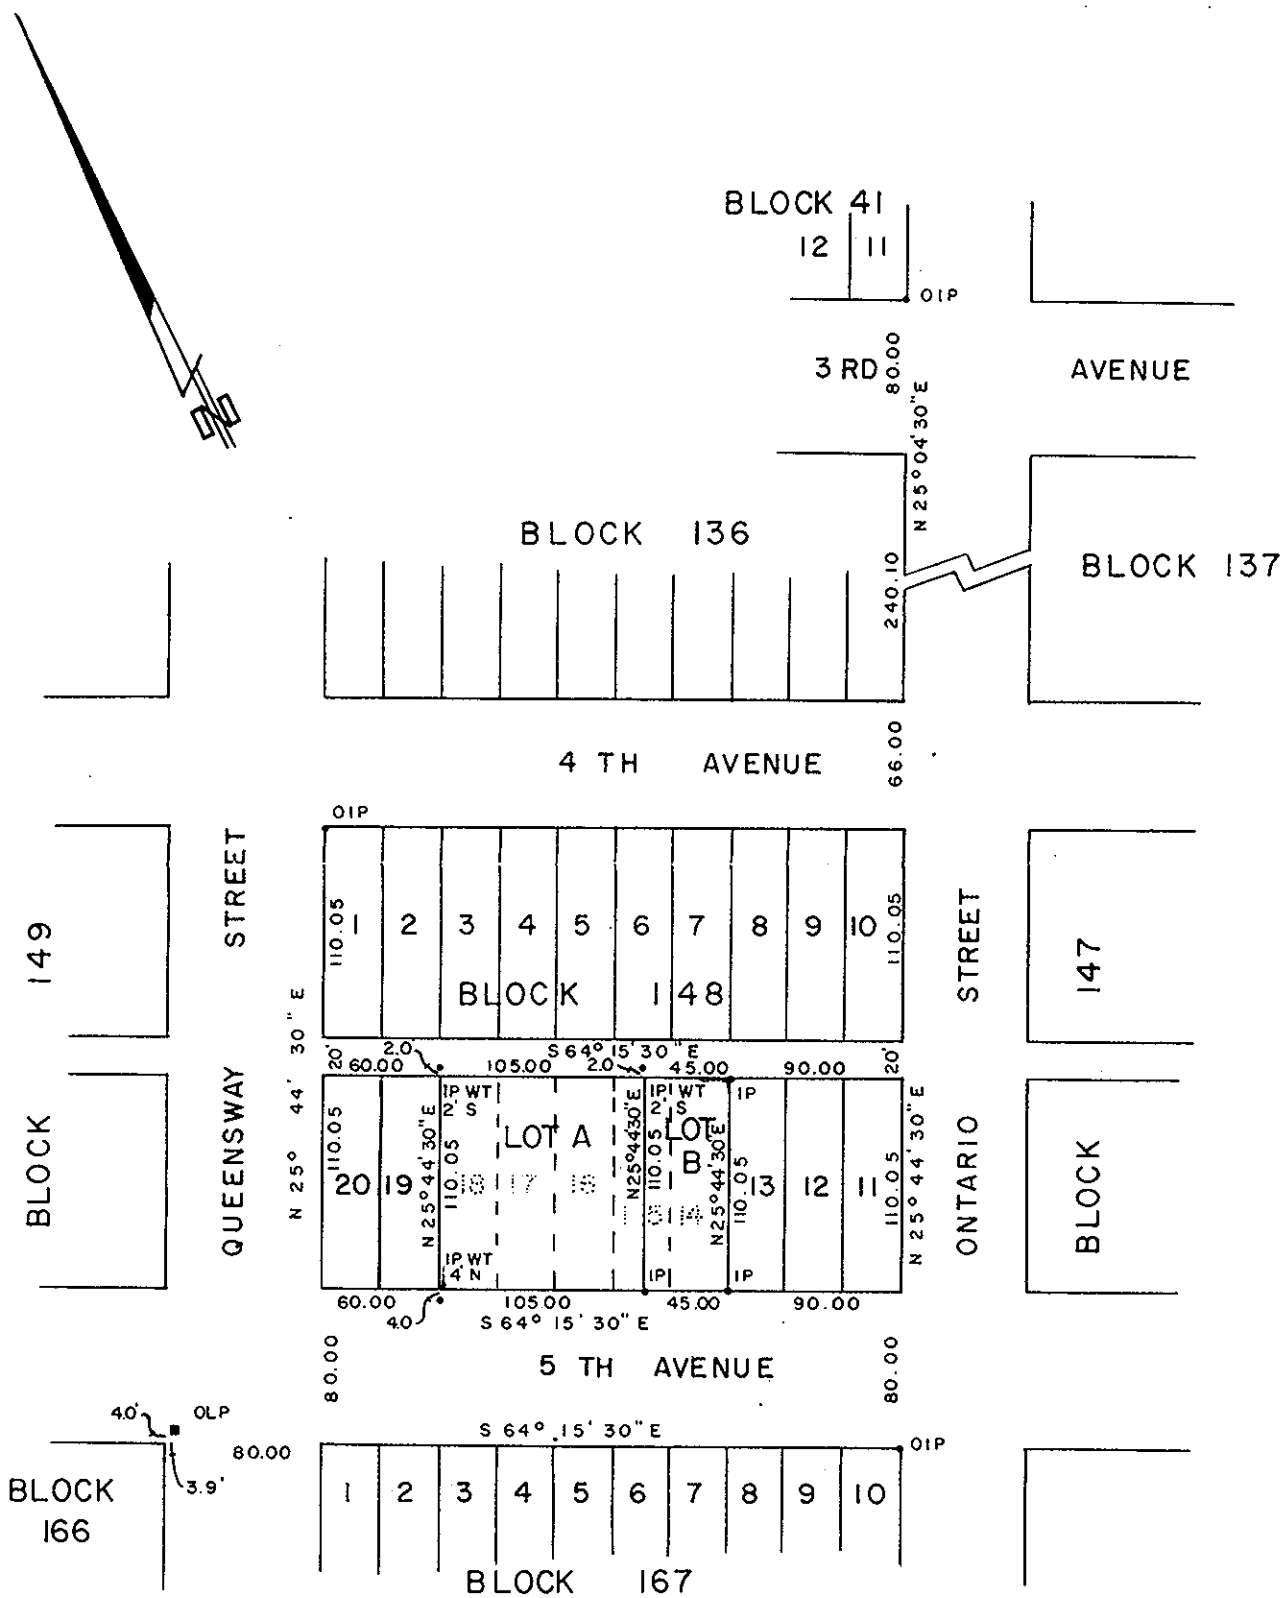 BLOCK 41
12 11
OIP
80.00
3 RD AVENUE
N 25° 04' 30" E
BLOCK 136
BLOCK 137
240.10
4 TH AVENUE
66.00
OIP
STREET
149
110.05
1 2 3 4 5 6 7 8 9 10
110.05
STREET
147
BLOCK 148
N 25° 44' 30" E
S 64° 15' 30" E
20' 60.00 2.0' 105.00 2.0' 45.00 90.00 20'
IP WT 2' S
IP WT 2' S
IP
BLOCK
QUEENSWAY
110.05
20 19
N 25° 44' 30" E
110.05
LOT A
18 17 16
N 25° 44' 30" E
110.05
LOT B
15 14
N 25° 44' 30" E
110.05
13 12 11
110.05
N 25° 44' 30" E
ONTARIO
BLOCK
IP WT 4' N
IP
IP
60.00 105.00 45.00 90.00
4.0'
S 64° 15' 30" E
80.00
5 TH AVENUE
80.00
4.0' OLP
S 64° 15' 30" E
80.00
OIP
3.9'
BLOCK 166
1 2 3 4 5 6 7 8 9 10
BLOCK 167